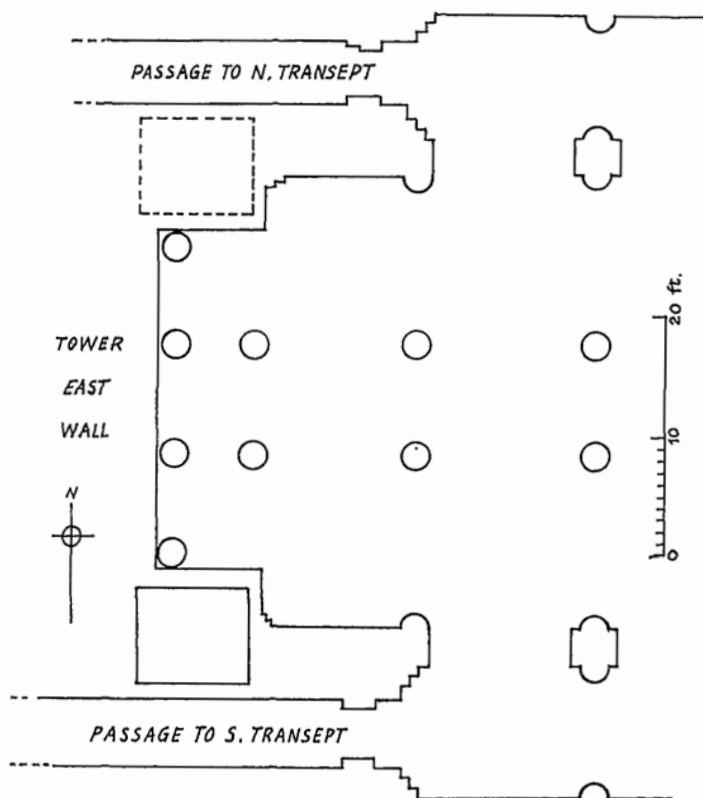 PASSAGE TO N. TRANSEPT
20 ft.
TOWER
EAST
WALL
10
N
0
PASSAGE TO S. TRANSEPT